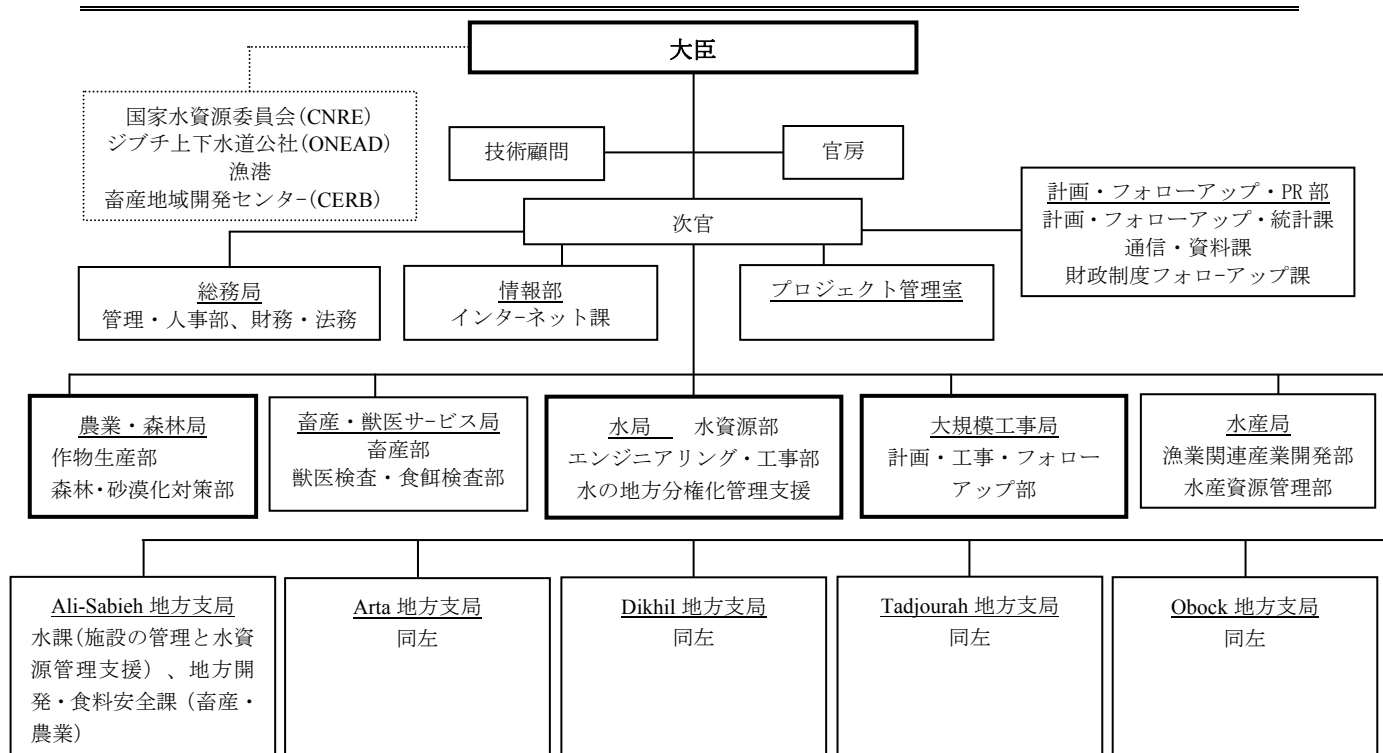 大臣
国家水資源委員会(CNRE)
ジブチ上下水道公社(ONEAD)
漁港
畜産地域開発センタ-(CERB)
技術顧問
官房
計画・フォローアップ・PR 部
計画・フォローアップ・統計課
通信・資料課
財政制度フォロ-アップ課
次官
総務局
管理・人事部、財務・法務
情報部
インタ-ネット課
プロジェクト管理室
農業・森林局
作物生産部
森林・砂漠化対策部
畜産・獣医サ-ビス局
畜産部
獣医検査・食餌検査部
水局 水資源部
エンジニアリング・工事部
水の地方分権化管理支援
大規模工事局
計画・工事・フォロー
アップ部
水産局
漁業関連産業開発部
水産資源管理部
Ali-Sabieh 地方支局
水課(施設の管理と水資
源管理支援）、地方開
発・食料安全課（畜産・
農業）
Arta 地方支局
同左
Dikhil 地方支局
同左
Tadjourah 地方支局
同左
Obock 地方支局
同左